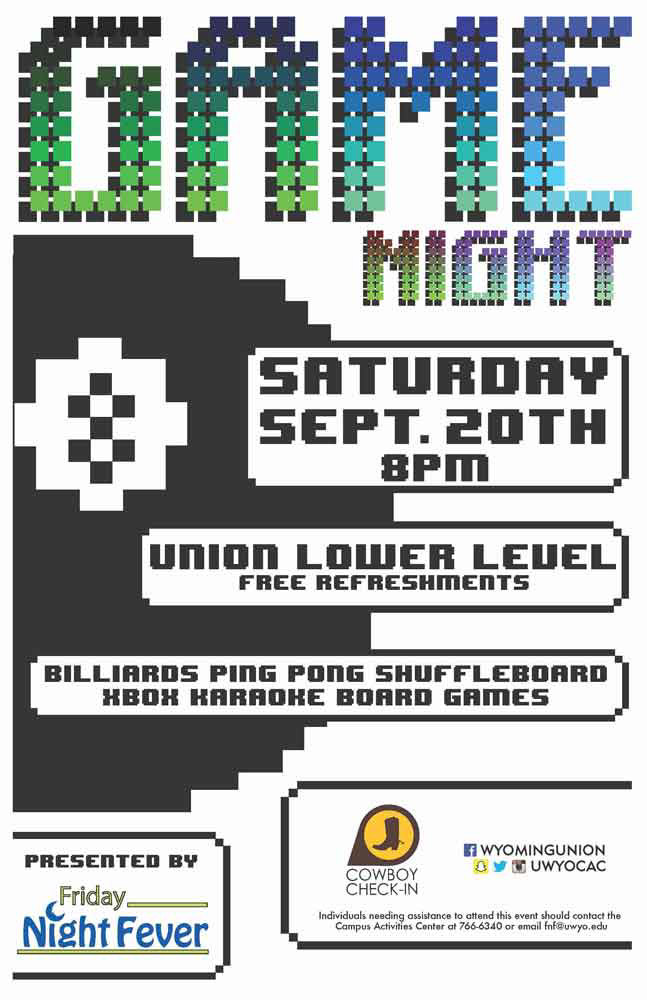 GAME
NIGHT
SATURDAY
SEPT. 20TH
8PM
UNION LOWER LEVEL
FREE REFRESHMENTS
BILLIARDS PING PONG SHUFFLEBOARD
XBOX KARAOKE BOARD GAMES
PRESENTED BY
Friday
Night Fever
COWBOY
CHECK-IN
WYOMINGUNION
UWYOCAC
Individuals needing assistance to attend this event should contact the
Campus Activities Center at 766-6340 or email fnf@uwyo.edu